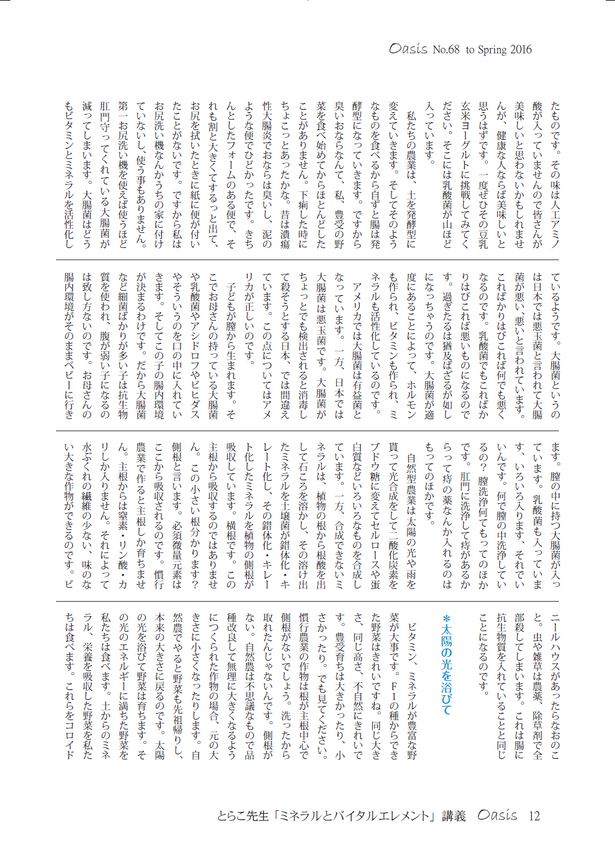 Oasis No.68 to Spring 2016
たものです。その味は人工アミノ
酸が入っていませんので皆さんが
美味しいと思わないかもしれませ
んが、健康な人ならば美味しいと
思うはずです。一度ぜひその豆乳
玄米ヨーグルトに挑戦してみてく
ださい。そこには乳酸菌が山ほど
入っています。
　私たちの農業は、土を発酵型に
変えていきます。そしてそのよう
なものを食べるから自ずと腸は発
酵型になっていきます。ですから
臭いおならなんて、私、豊受の野
菜を食べ始めてからほとんどした
ことがありません。下痢した時に
ちょこっとあったかな。昔は潰瘍
性大腸炎でおならは臭いし、泥の
ような便でひどかったです。きち
んとしたフォームのある便で、そ
れも割と大きくてするっと出て、
お尻を拭いたときに紙に便が付い
たことがないです。ですから私は
お尻洗い機なんかうちの家に付け
ていないし、使う事もありません。
第一お尻洗い機を使えば使うほど
肛門守ってくれている大腸菌が
減ってしまいます。大腸菌はどう
もビタミンとミネラルを活性化し
ているようです。大腸菌というの
は日本では悪玉菌と言われて大腸
菌が悪い、悪いと言われています。
こればかりはびこれば何でも悪く
なるのです。乳酸菌でもこればか
りはびこれば悪いものになるので
す。過ぎたるは猶及ばざるが如し
になっちゃうのです。大腸菌が適
度にあることによって、ホルモン
も作られ、ビタミンも作られ、ミ
ネラルも活性化しているのです。
　アメリカでは大腸菌は有益菌と
なっています。一方、日本では
大腸菌は悪玉菌です。大腸菌が
ちょっとでも検出されると消毒し
て殺そうとする日本、では間違え
ています。この点についてはアメ
リカが正しいのです。
　子どもが膣から生まれます。そ
こでお母さんの持っている大腸菌
や乳酸菌やアシドロフやビヒダス
やそういうのを口の中に入れてい
きます。そしてこの子の腸内環境
が決まるわけです。だから大腸菌
など細菌ばかりが多い子は抗生物
質を使われ、腹が弱い子になるの
は致し方ないのです。お母さんの
腸内環境がそのままベビーに行き
ます。膣の中に持つ大腸菌が入っ
ています。乳酸菌も入っていま
す、いろいろ入ります、それでい
いんです。何で膣の中洗浄してい
るの？ 膣洗浄何てもってのほか
です。肛門に洗浄して痔があるか
らって痔の薬なんか入れるのは
もってのほかです。
　自然型農業は太陽の光や雨を
貰って光合成をして二酸化炭素を
ブドウ糖に変えてセルロースや蛋
白質などいろいろなものを合成し
ています。一方、合成できないミ
ネラルは、植物の根から根酸を出
して石ころを溶かし、その溶け出
たミネラルを土壌菌が錯体化・キ
レート化し、その錯体化・キレー
ト化したミネラルを植物の側根が
吸収しています。横根です。この
主根から吸収するのではありませ
ん。この小さい根分かります？
側根と言います。必須微量元素は
ここから吸収されるのです。慣行
農業で作ると主根しか育ちませ
ん。主根からは窒素・リン酸・カ
リしか入りません。それによって
水ぶくれの繊維の少ない、味のな
い大きな作物ができるのです。ビ
ニールハウスがあったらなおのこ
と。虫や雑草は農薬、除草剤で全
部殺してしまいます。これは腸に
抗生物質を入れていることと同じ
ことになるのです。
＊太陽の光を浴びて
　ビタミン、ミネラルが豊富な野
菜が大事です。F１の種からでき
た野菜はきれいですね。同じ大き
さ、同じ高さ、不自然にきれいで
す。豊受育ちは大きかったり、小
さかったり。でも見てください。
慣行農業の作物は根が主根中心で
側根がないでしょう。洗ったから
取れたんじゃないんです。側根が
ない。自然農は不思議なもので品
種改良して無理に大きくなるよう
につくられた作物の場合、元の大
きさに小さくなったりします。自
然農でやると野菜も先祖帰りし、
本来の大きさに戻るのです。太陽
の光を浴びて野菜は育ちます。そ
の光のエネルギーに満ちた野菜を
私たちは食べます。土からのミネ
ラル、栄養を吸収した野菜を私た
ちは食べます。これらをコロイド
とらこ先生「ミネラルとバイタルエレメント」講義 Oasis 12